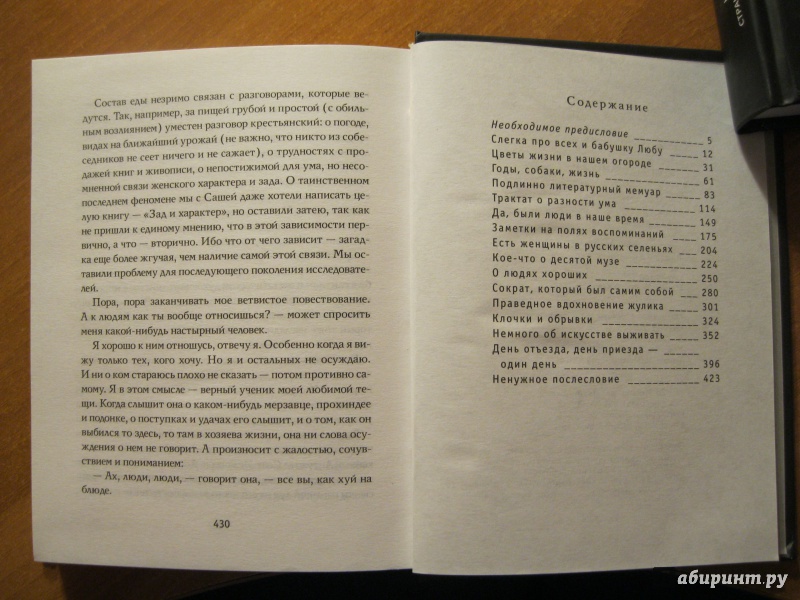 Состав еды незримо связан с разговорами, которые ве-
дутся. Так, например, за пищей грубой и простой (с обиль-
ным возлиянием) уместен разговор крестьянский: о погоде,
видах на ближайший урожай (не важно, что никто из собе-
седников не сеет ничего и не сажает), о трудностях с про-
дажей книг и живописи, о непостижимой для ума, но несо-
мненной связи женского характера и зада. О таинственном
последнем феномене мы с Сашей даже хотели написать це-
лую книгу — «Зад и характер», но оставили затею, так как
не пришли к единому мнению, что в этой зависимости пер-
вично, а что — вторично. Ибо что от чего зависит — загад-
ка еще более жгучая, чем наличие самой этой связи. Мы ос-
тавили проблему для последующего поколения исследовате-
лей.
Пора, пора заканчивать мое ветвистое повествование.
А к людям как ты вообще относишься? — может спросить
меня какой-нибудь настырный человек.
Я хорошо к ним отношусь, отвечу я. Особенно когда я ви-
жу только тех, кого хочу. Но я и остальных не осуждаю.
И ни о ком стараюсь плохо не сказать — потом противно са-
мому. Я в этом смысле — верный ученик моей любимой те-
щи. Когда слышит она о каком-нибудь мерзавце, прохиндее
и подонке, о поступках и удачах его слышит, и о том, как он
выбился то здесь, то там в хозяева жизни, она ни слова осуж-
дения о нем не говорит. А произносит с жалостью, сочувст-
вием и пониманием:
— Ах, люди, люди, — говорит она, — все вы, как хуй на
блюде.
430
Содержание
Необходимое предисловие 5
Слегка про всех и бабушку Любу 12
Цветы жизни в нашем огороде 31
Годы, собаки, жизнь 61
Подлинно литературный мемуар 83
Трактат о разности ума 114
Да, были люди в наше время 149
Заметки на полях воспоминаний 175
Есть женщины в русских селеньях 204
Кое-что о десятой музе 224
О людях хороших 250
Сократ, который был самим собой 280
Праведное вдохновение жулика 301
Клочки и обрывки 324
Немного об искусстве выживать 352
День отъезда, день приезда —
один день 396
Ненужное послесловие 423
абиринт.ру